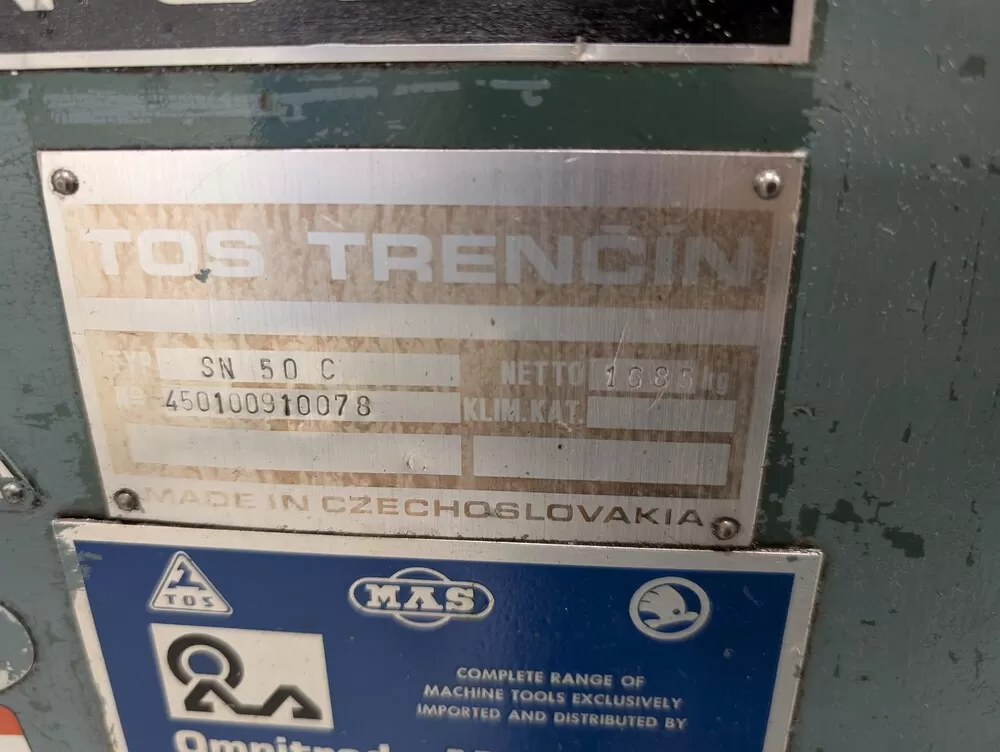 TOS TRENČÍN
TYP SN 50 C NETTO 1685 kg
Nº 450100910078 KLIM.KAT.
MADE IN CZECHOSLOVAKIA
TOS MAS
COMPLETE RANGE OF
MACHINE TOOLS EXCLUSIVELY
IMPORTED AND DISTRIBUTED BY